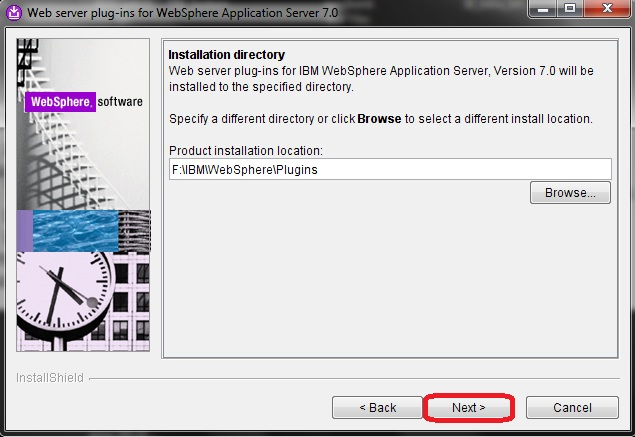 Web server plug-ins for WebSphere Application Server 7.0
WebSphere. software
Installation directory
Web server plug-ins for IBM WebSphere Application Server, Version 7.0 will be
installed to the specified directory.
Specify a different directory or click Browse to select a different install location.
Product installation location:
F:\IBM\WebSphere\Plugins
Browse...
InstallShield
< Back
Next >
Cancel